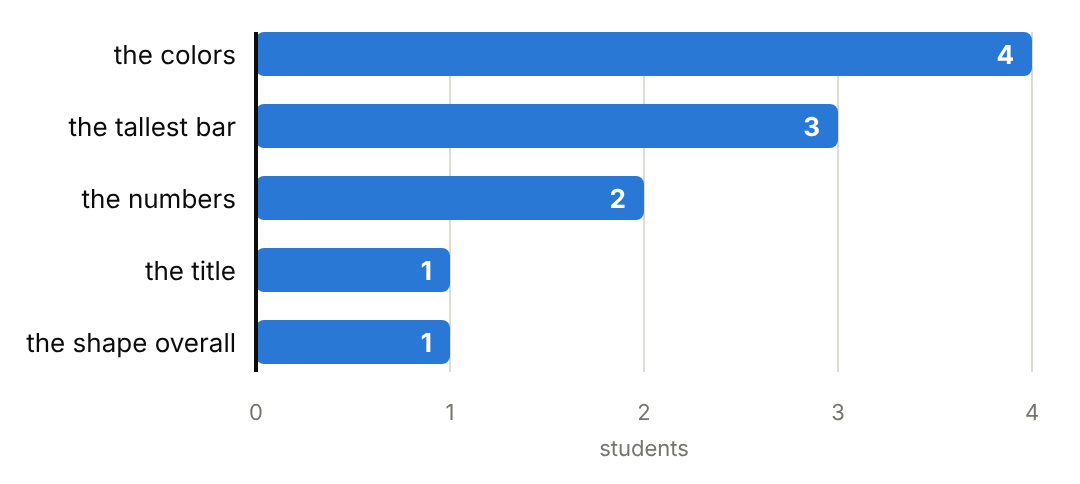 the colors 4
the tallest bar 3
the numbers 2
the title 1
the shape overall 1
0 1 2 3 4
students